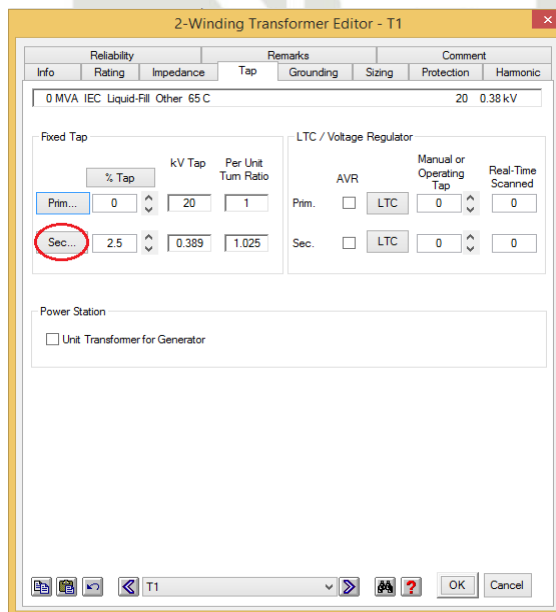 2-Winding Transformer Editor - T1
Reliability Remarks Comment
Info Rating Impedance Tap Grounding Sizing Protection Harmonic
0 MVA IEC Liquid-Fill Other 65 C 20 0.38 kV
Fixed Tap
% Tap
kV Tap
Per Unit
Turn Ratio
Prim... 0 20 1
Sec... 2.5 0.389 1.025
LTC / Voltage Regulator
AVR
Manual or
Operating
Tap
Real-Time
Scanned
Prim. LTC 0 0
Sec. LTC 0 0
Power Station
Unit Transformer for Generator
T1
?
OK
Cancel